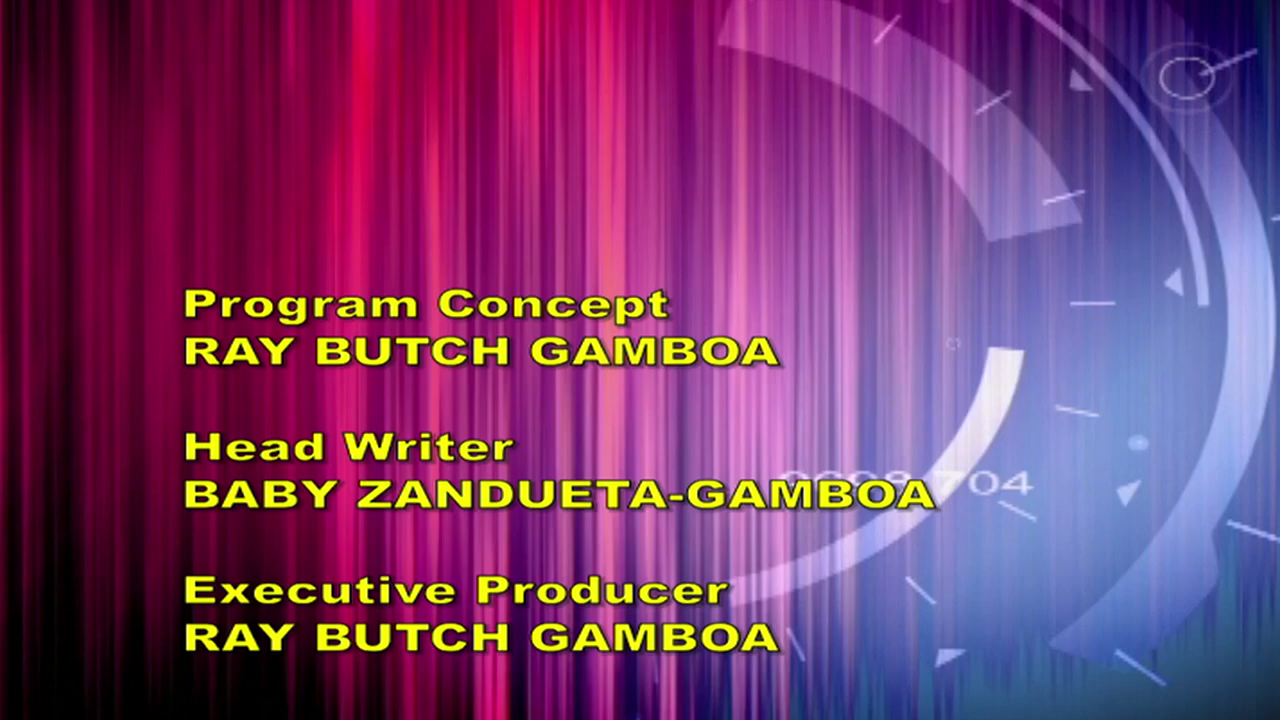 Program Concept
RAY BUTCH GAMBOA
Head Writer
BABY ZANDUETA-GAMBOA
Executive Producer
RAY BUTCH GAMBOA